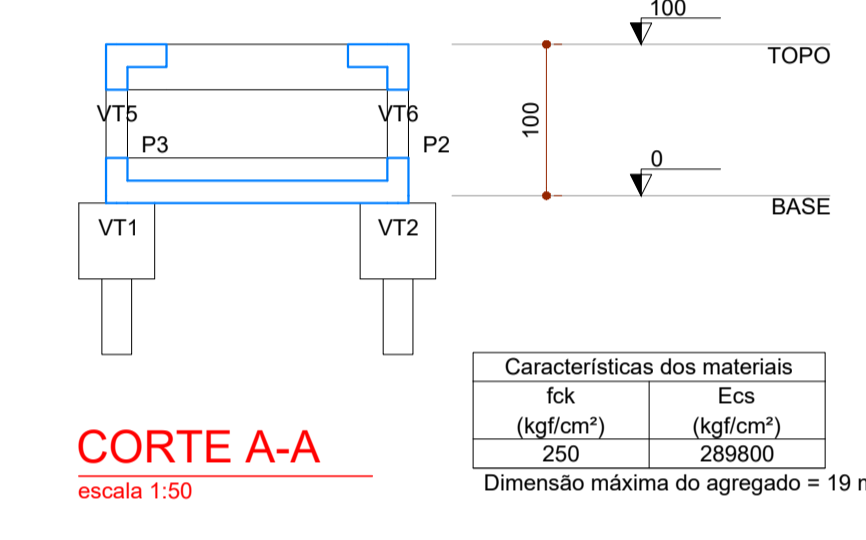 100
TOPO
VT5
VT6
100
P3
P2
0
BASE
VT1
VT2
Características dos materiais
fck
Ecs
(kgf/cm²)
(kgf/cm²)
250
289800
Dimensão máxima do agregado = 19
CORTE A-A
escala 1:50